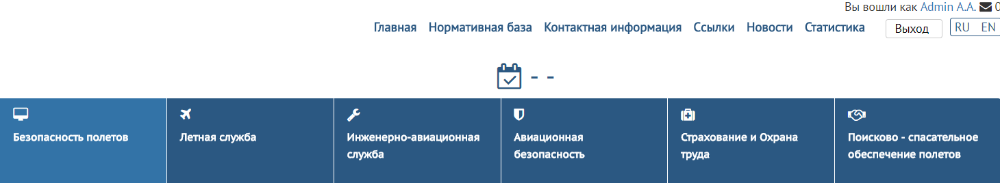 Вы вошли как Admin A.A. 0
Главная Нормативная база Контактная информация Ссылки Новости Статистика Выход RU EN
- -
Безопасность полетов
Летная служба
Инженерно-авиационная
служба
Авиационная
безопасность
Страхование и Охрана
труда
Поисково - спасательное
обеспечение полетов